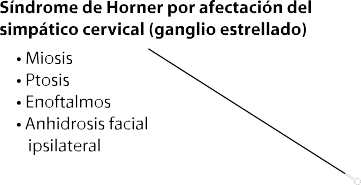 Síndrome de Horner por afectación del
simpático cervical (ganglio estrellado)
• Miosis
• Ptosis
• Enoftalmos
• Anhidrosis facial
ipsilateral